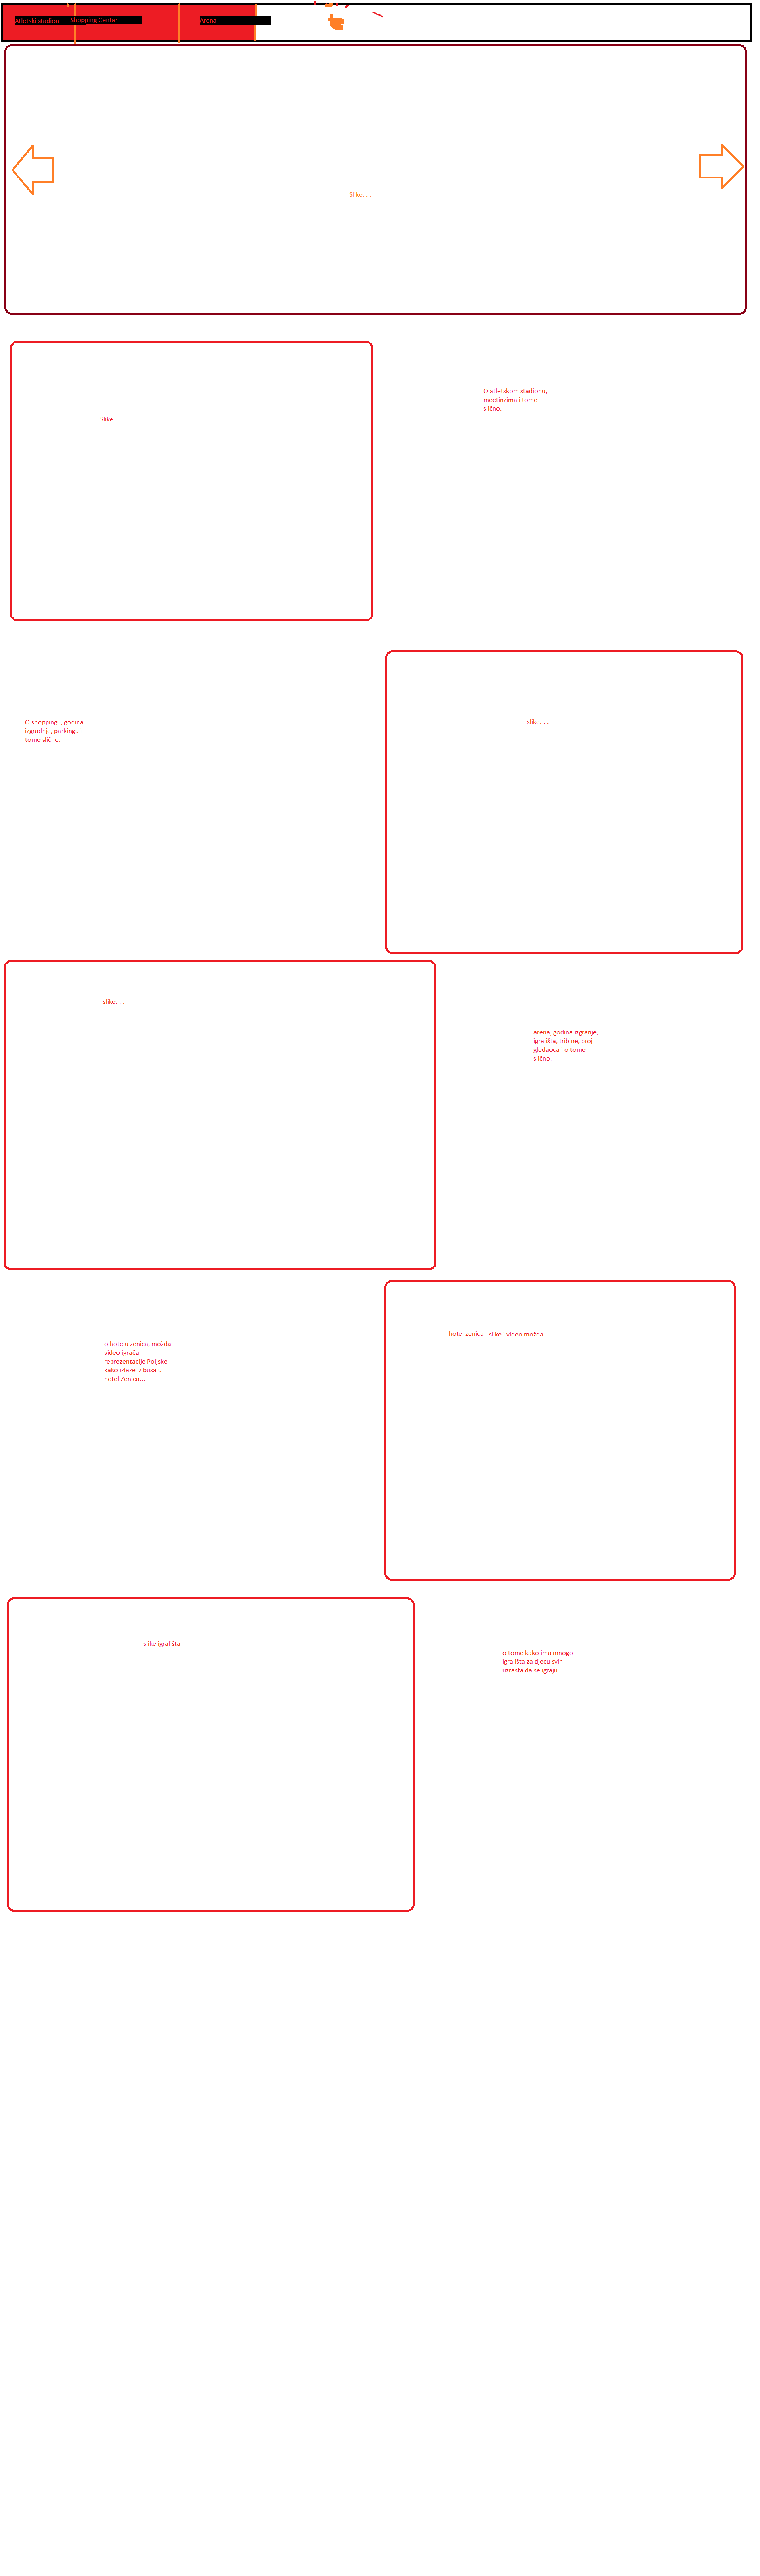 Atletski stadion Shopping Centar Arena
Slike. . .
Slike . . .
O atletskom stadionu,
meetinzima i tome
slično.
O shoppingu, godina
izgradnje, parkingu i
tome slično.
slike. . .
slike. . .
arena, godina izgranje,
igrališta, tribine, broj
gledaoca i o tome
slično.
o hotelu zenica, možda
video igrača
reprezentacije Poljske
kako izlaze iz busa u
hotel Zenica...
hotel zenica slike i video možda
slike igrališta
o tome kako ima mnogo
igrališta za djecu svih
uzrasta da se igraju. . .